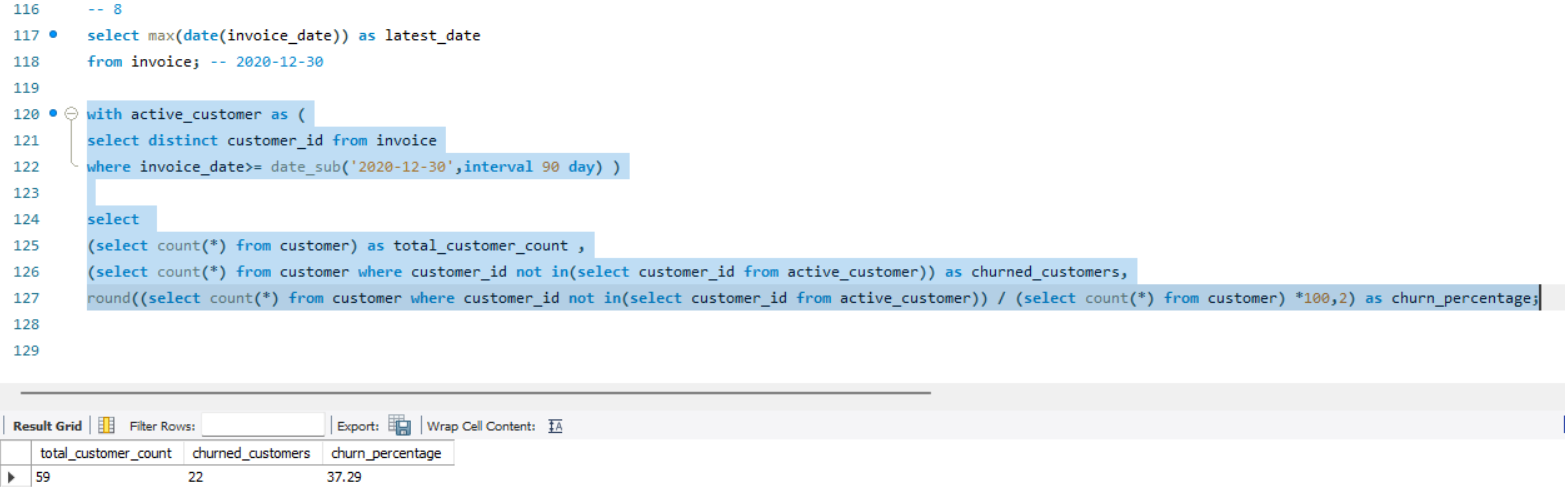 116 -- 8
117 select max(date(invoice_date)) as latest_date
118 from invoice; -- 2020-12-30
119
120 with active_customer as (
121 select distinct customer_id from invoice
122 where invoice_date>= date_sub('2020-12-30',interval 90 day) )
123
124 select
125 (select count(*) from customer) as total_customer_count ,
126 (select count(*) from customer where customer_id not in(select customer_id from active_customer)) as churned_customers,
127 round((select count(*) from customer where customer_id not in(select customer_id from active_customer)) / (select count(*) from customer) *100,2) as churn_percentage;
128
129
Result Grid Filter Rows: Export: Wrap Cell Content: IA
total_customer_count churned_customers churn_percentage
59 22 37.29